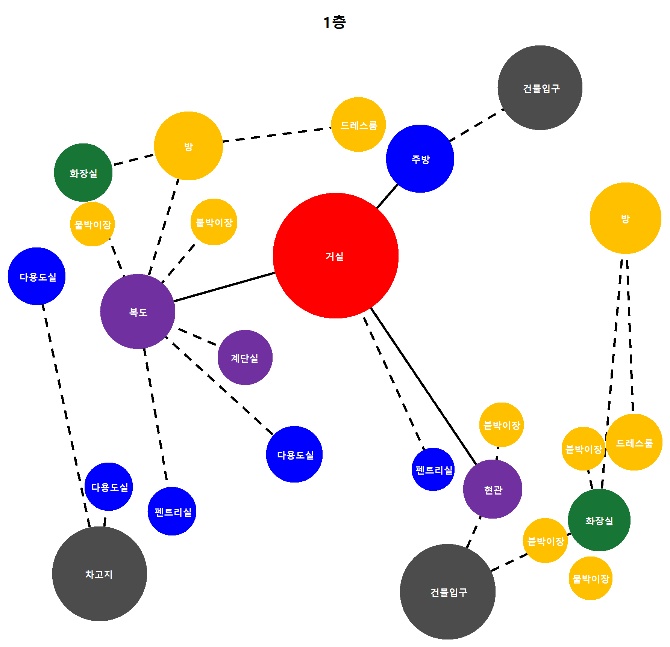 1층
건물입구
드레스룸
방
주방
화장실
방
붙박이장
붙박이장
거실
다용도실
복도
계단실
붙박이장
드레스룸
붙박이장
다용도실
펜트리실
다용도실
현관
펜트리실
화장실
붙박이장
차고지
붙박이장
건물입구